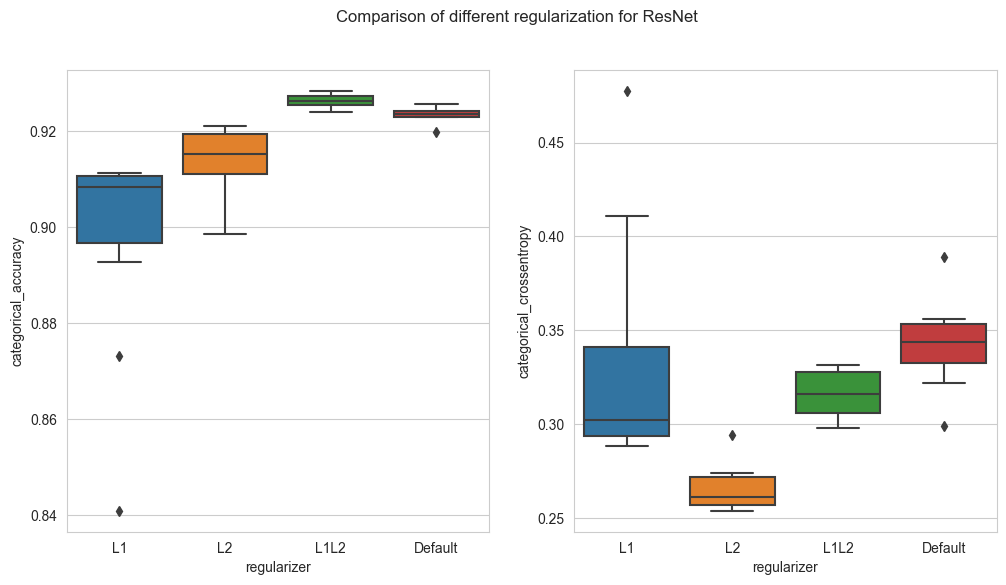 Comparison of different regularization for ResNet
categorical_accuracy
0.92
0.90
0.88
0.86
0.84
L1 L2 L1L2 Default
regularizer
categorical_crossentropy
0.45
0.40
0.35
0.30
0.25
L1 L2 L1L2 Default
regularizer